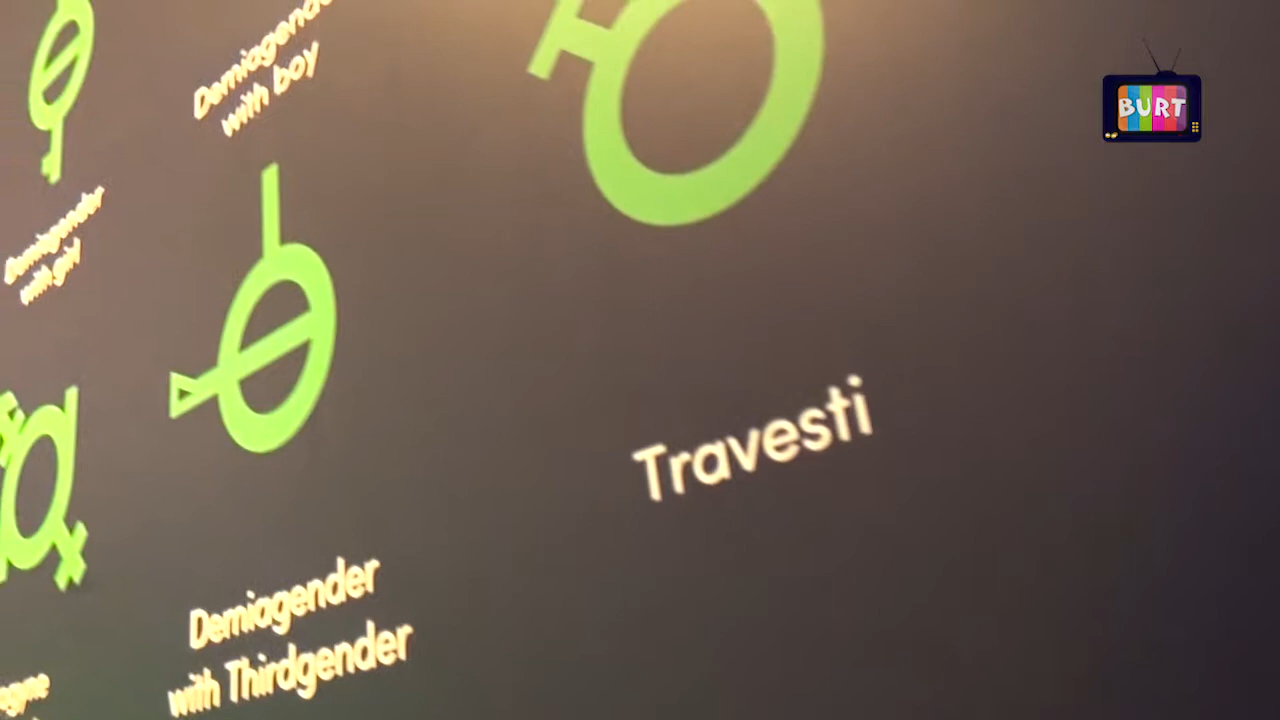 Demiagender
with boy
Demiagender
with girl
Travesti
Demiagender
with Thirdgender
BURT